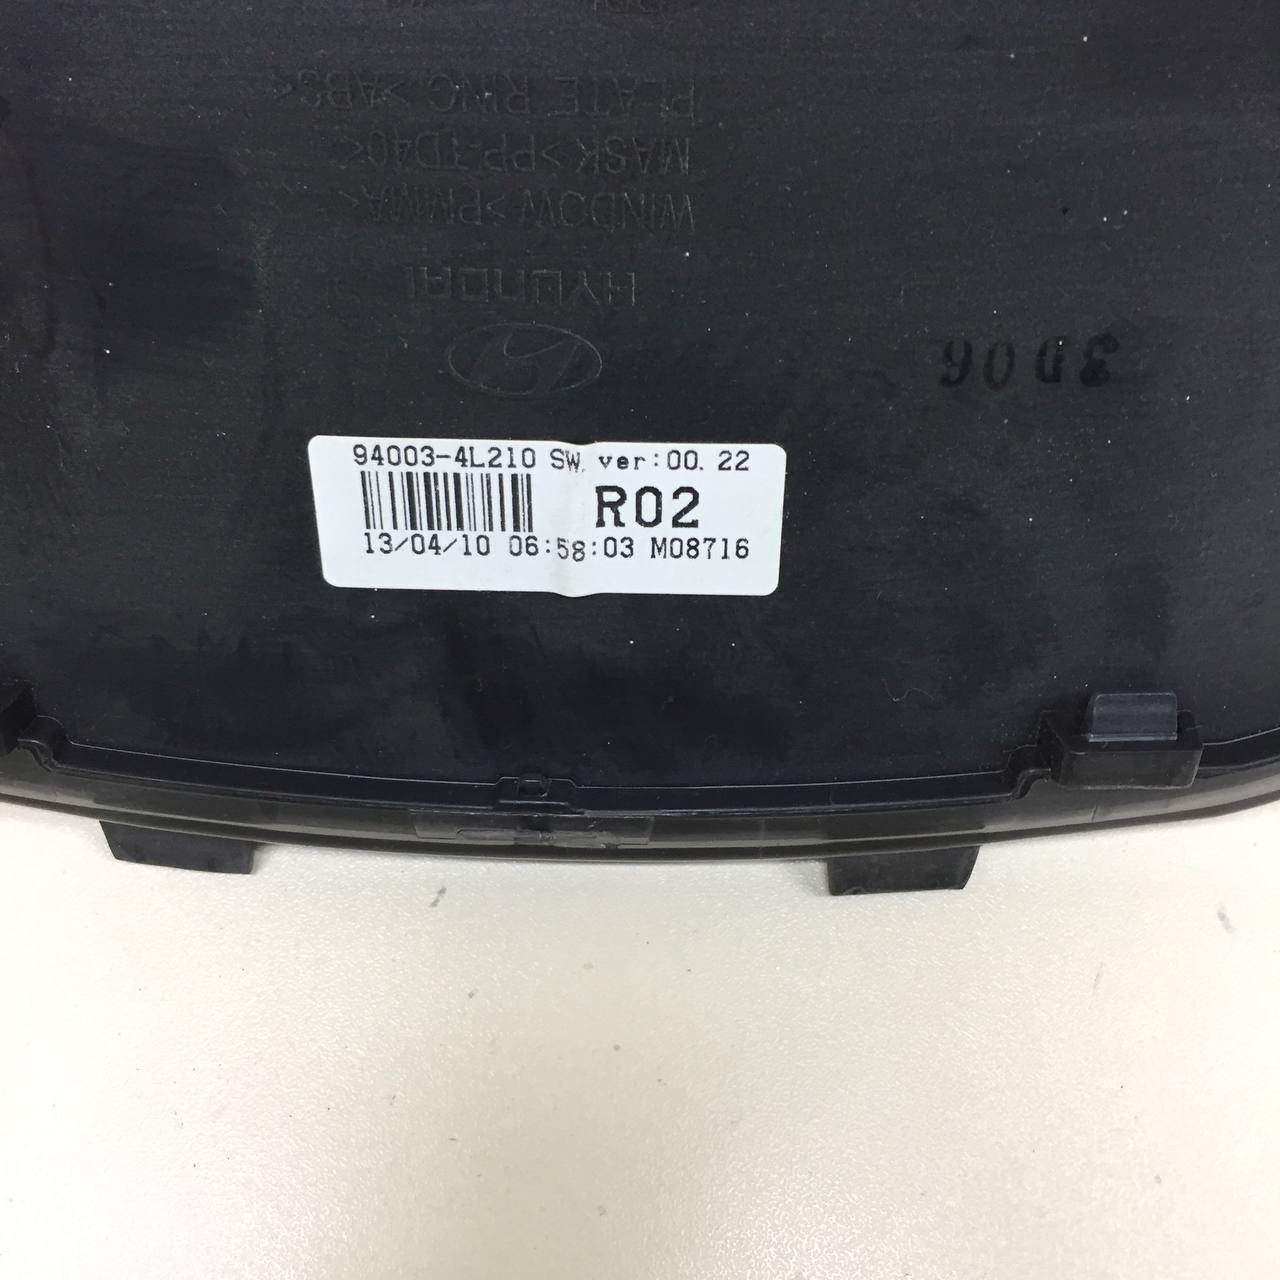 PLATE RING >ABS<
MASK >PP-TD40<
WINDOW >PMMA<
HYUNDAI
3D06
94003-4L210 SW. ver:00.22
R02
13/04/10 06:58:03 M08716